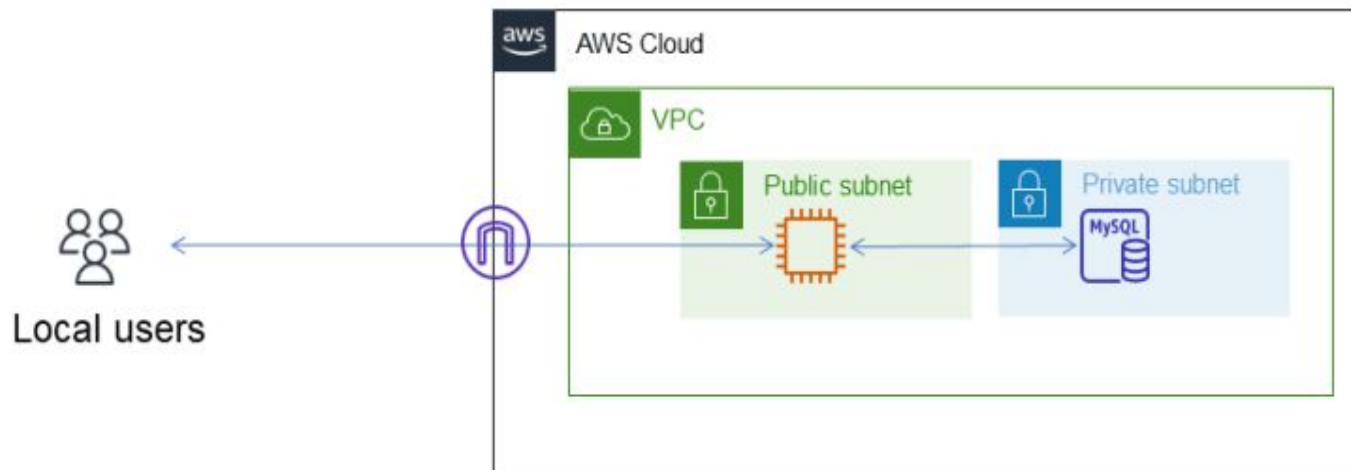 aws
AWS Cloud
VPC
Public subnet
Private subnet
MySQL
Local users